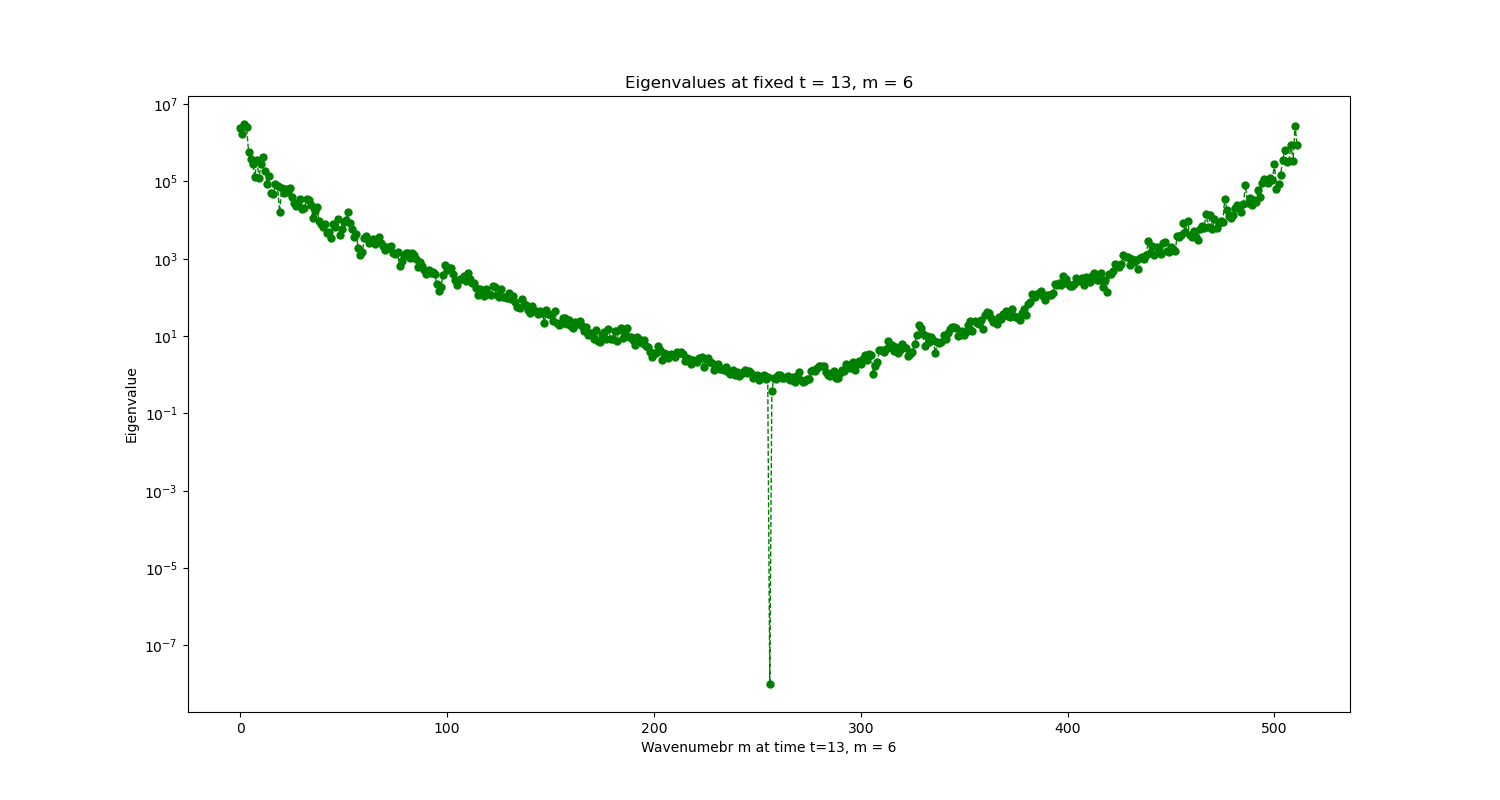 Eigenvalues at fixed t = 13, m = 6
10^7
10^5
10^3
10^1
10^−1
10^−3
10^−5
10^−7
Eigenvalue
0 100 200 300 400 500
Wavenumebr m at time t=13, m = 6